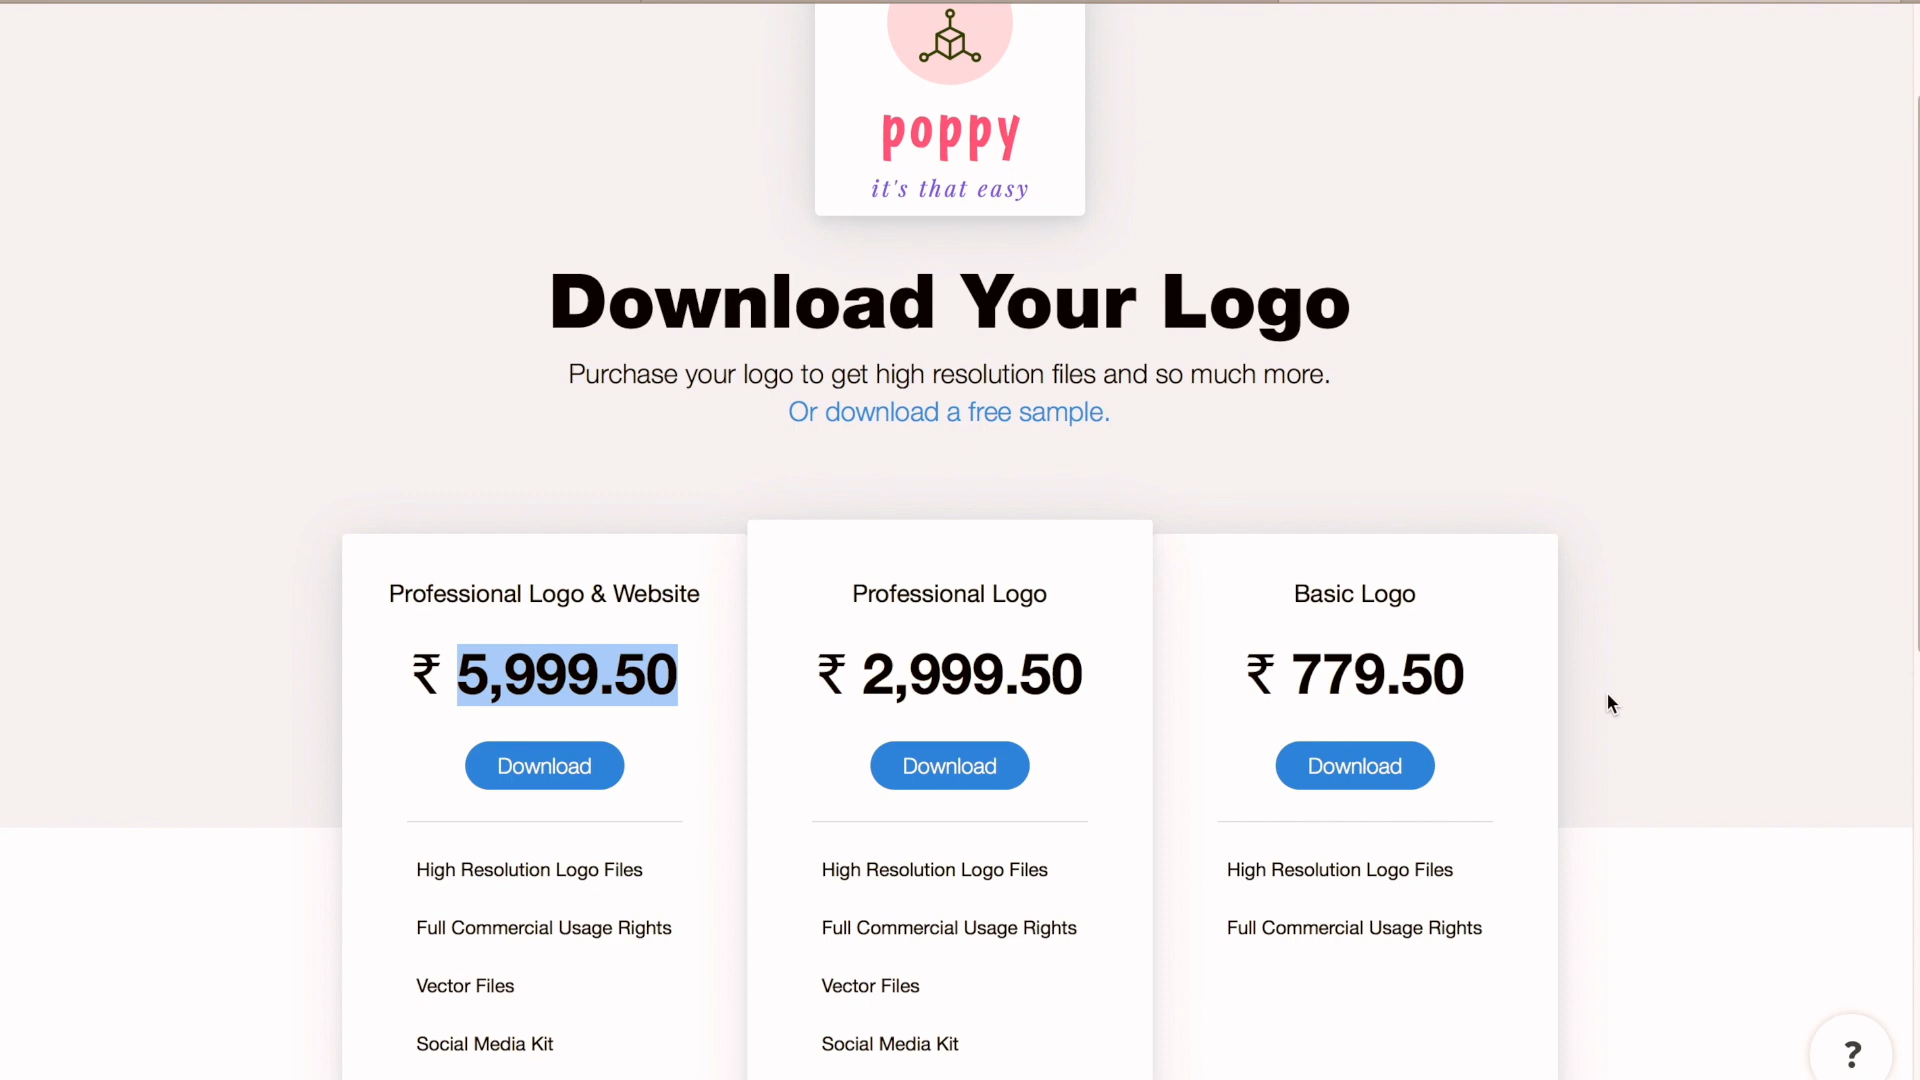 poppy
it's that easy
Download Your Logo
Purchase your logo to get high resolution files and so much more.
Or download a free sample.
Professional Logo & Website
₹ 5,999.50
Download
High Resolution Logo Files
Full Commercial Usage Rights
Vector Files
Social Media Kit
Professional Logo
₹ 2,999.50
Download
High Resolution Logo Files
Full Commercial Usage Rights
Vector Files
Social Media Kit
Basic Logo
₹ 779.50
Download
High Resolution Logo Files
Full Commercial Usage Rights
?